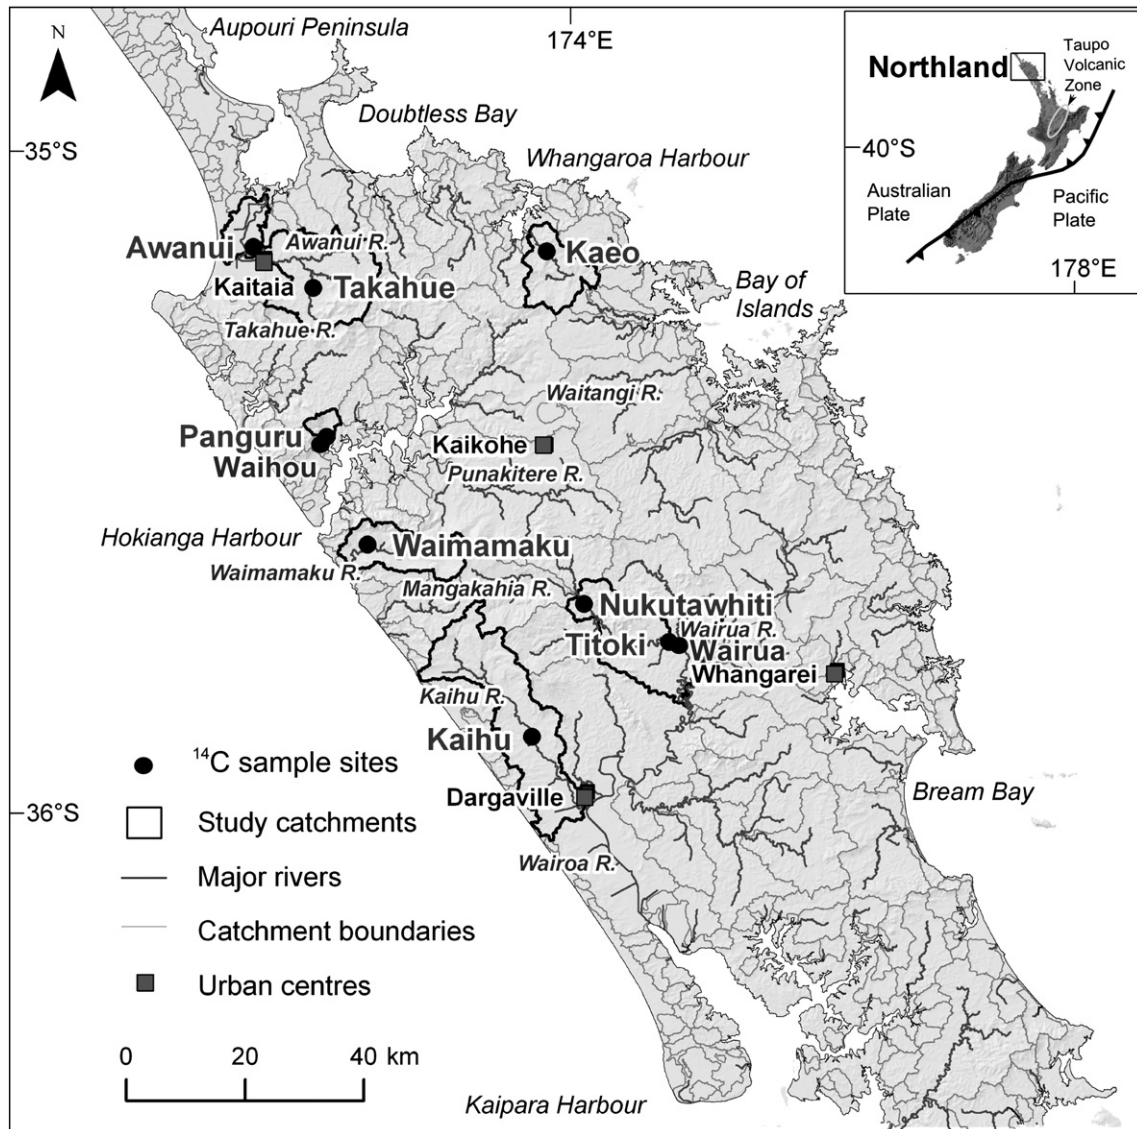 N
Aupouri Peninsula
174°E
Doubtless Bay
35°S
Whangaroa Harbour
Awanui
Awanui R.
Kaeo
Kaitaia
Takahue
Bay of
Islands
Takahue R.
Waitangi R.
Panguru
Waihou
Kaikohe
Punakitere R.
Hokianga Harbour
Waimamaku
Waimamaku R.
Mangakahia R.
Nukutawhiti
Wairua R.
Titoki
Wairua
Whangarei
Kaihu R.
Kaihu
Dargaville
Bream Bay
36°S
Wairoa R.
Kaipara Harbour
14C sample sites
Study catchments
Major rivers
Catchment boundaries
Urban centres
0 20 40 km
Northland
Taupo
Volcanic
Zone
40°S
Australian
Plate
Pacific
Plate
178°E